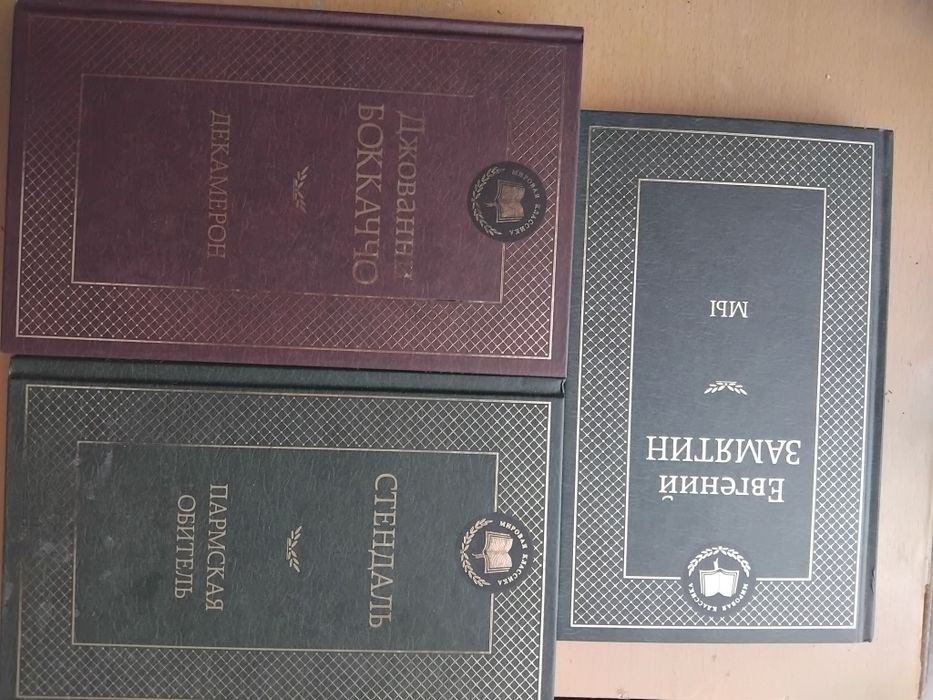 Джованни
БОККАЧЧО
ДЕКАМЕРОН
МИРОВАЯ КЛАССИКА
СТЕНДАЛЬ
ПАРМСКАЯ
ОБИТЕЛЬ
МИРОВАЯ КЛАССИКА
Евгений
ЗАМЯТИН
МЫ
МИРОВАЯ КЛАССИКА